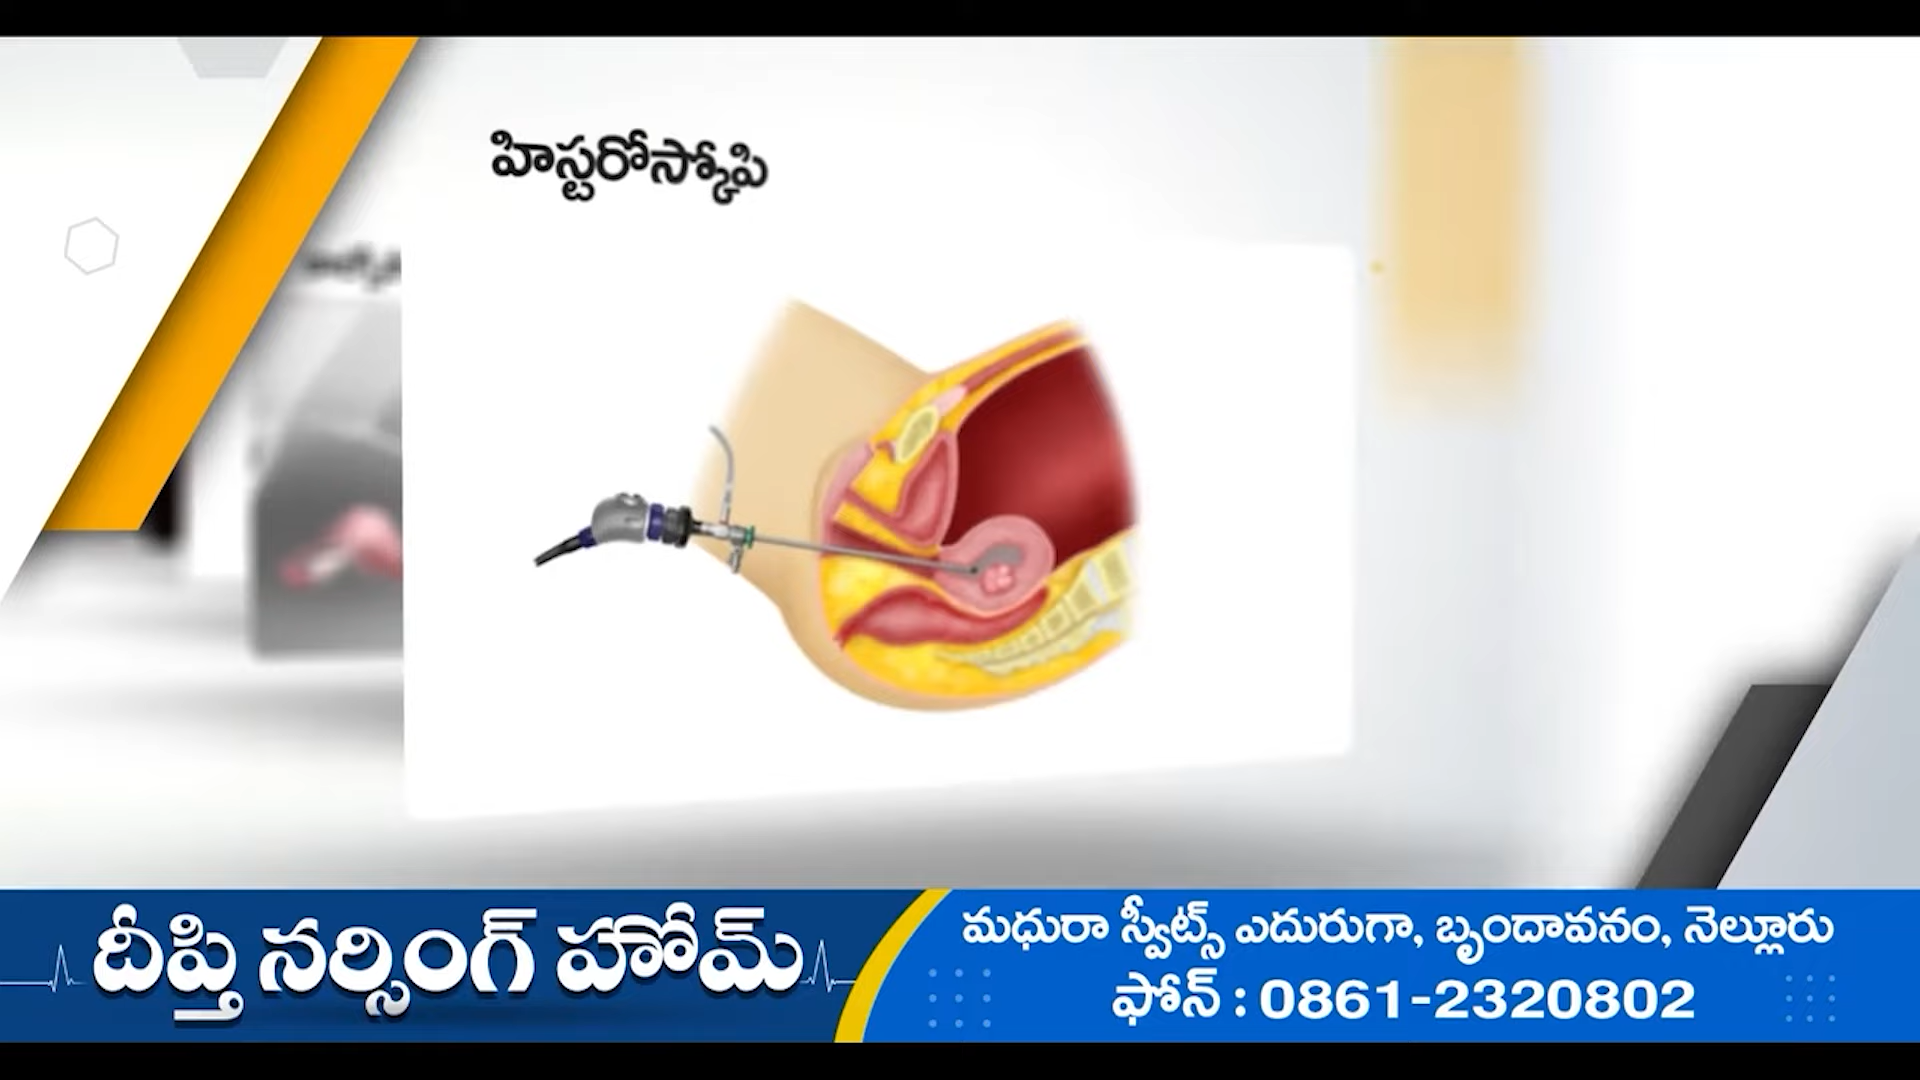 హిస్టరోస్కోపి
దీప్తి నర్సింగ్ హోమ్
మధురా స్వీట్స్ ఎదురుగా, బృందావనం, నెల్లూరు
ఫోన్ : 0861-2320802